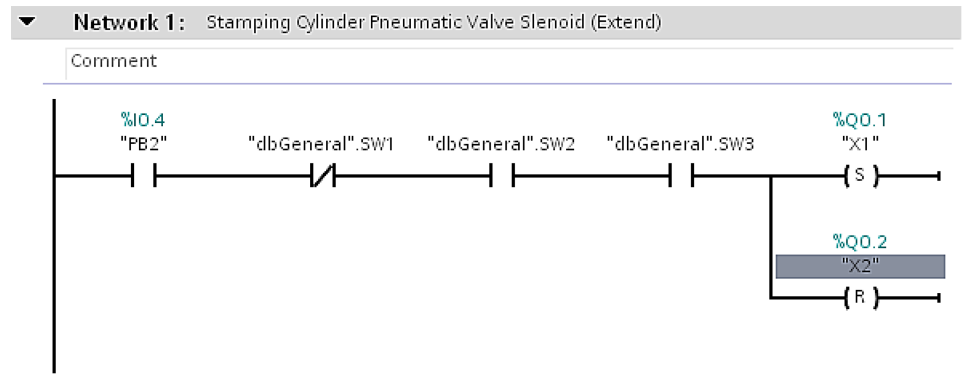 Network 1: Stamping Cylinder Pneumatic Valve Slenoid (Extend)
Comment
%I0.4 %Q0.1
"PB2" "dbGeneral".SW1 "dbGeneral".SW2 "dbGeneral".SW3 "X1"
S
%Q0.2
"X2"
R